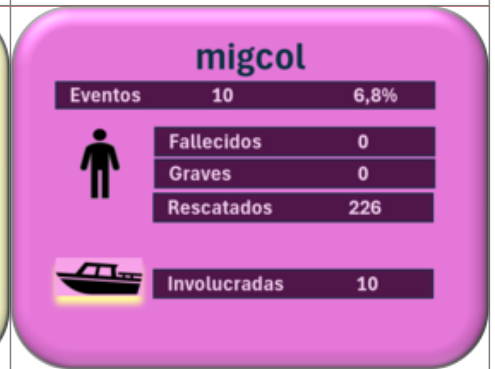 migcol
Eventos 10 6,8%
Fallecidos 0
Graves 0
Rescatados 226
Involucradas 10